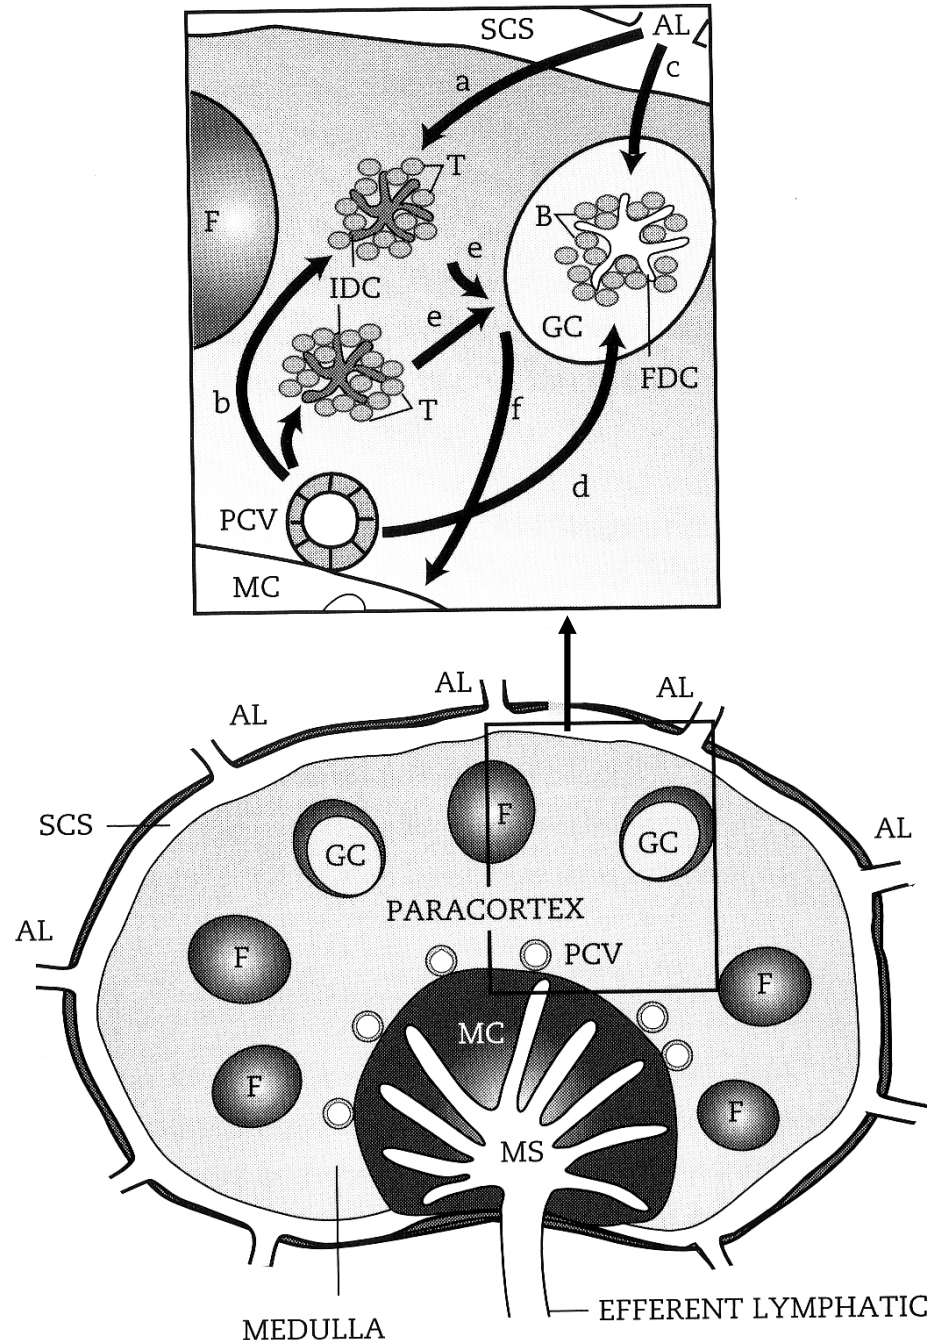 SCS
AL
a
c
T
F
B
e
IDC
GC
e
FDC
b
T
f
d
PCV
MC
AL
AL
AL
SCS
F
GC
GC
AL
PARACORTEX
AL
F
PCV
F
MC
F
F
MS
EFFERENT LYMPHATIC
MEDULLA